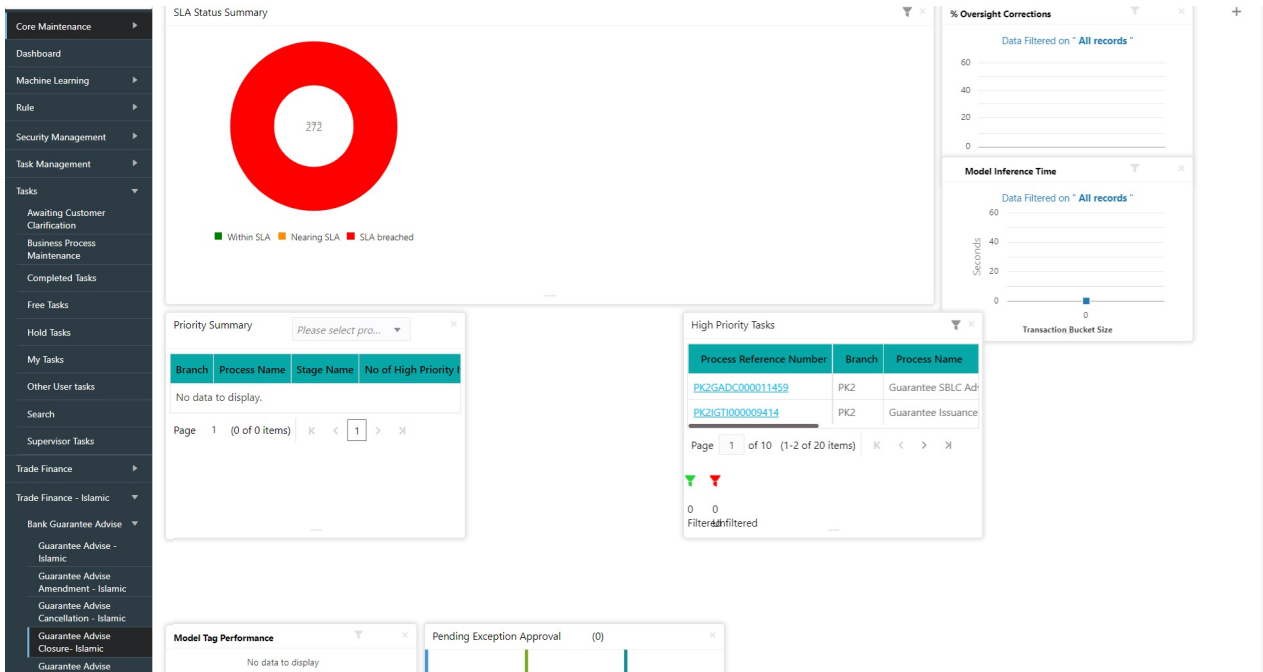 Core Maintenance
Dashboard
Machine Learning
Rule
Security Management
Task Management
Tasks
Awaiting Customer
Clarification
Business Process
Maintenance
Completed Tasks
Free Tasks
Hold Tasks
My Tasks
Other User tasks
Search
Supervisor Tasks
Trade Finance
Trade Finance - Islamic
Bank Guarantee Advise
Guarantee Advise -
Islamic
Guarantee Advise
Amendment - Islamic
Guarantee Advise
Cancellation - Islamic
Guarantee Advise
Closure- Islamic
Guarantee Advise
SLA Status Summary
272
Within SLA Nearing SLA SLA breached
% Oversight Corrections
Data Filtered on " All records "
60
40
20
0
Model Inference Time
Data Filtered on " All records "
60
40
20
0
Seconds
0
Transaction Bucket Size
Priority Summary Please select pro...
Branch Process Name Stage Name No of High Priority I
No data to display.
Page 1 (0 of 0 items) 1
High Priority Tasks
Process Reference Number Branch Process Name
PK2GADC000011459 PK2 Guarantee SBLC Adv
PK2IGTI000009414 PK2 Guarantee Issuance
Page 1 of 10 (1-2 of 20 items)
0 0
Filtered Unfiltered
Model Tag Performance
No data to display
Pending Exception Approval (0)